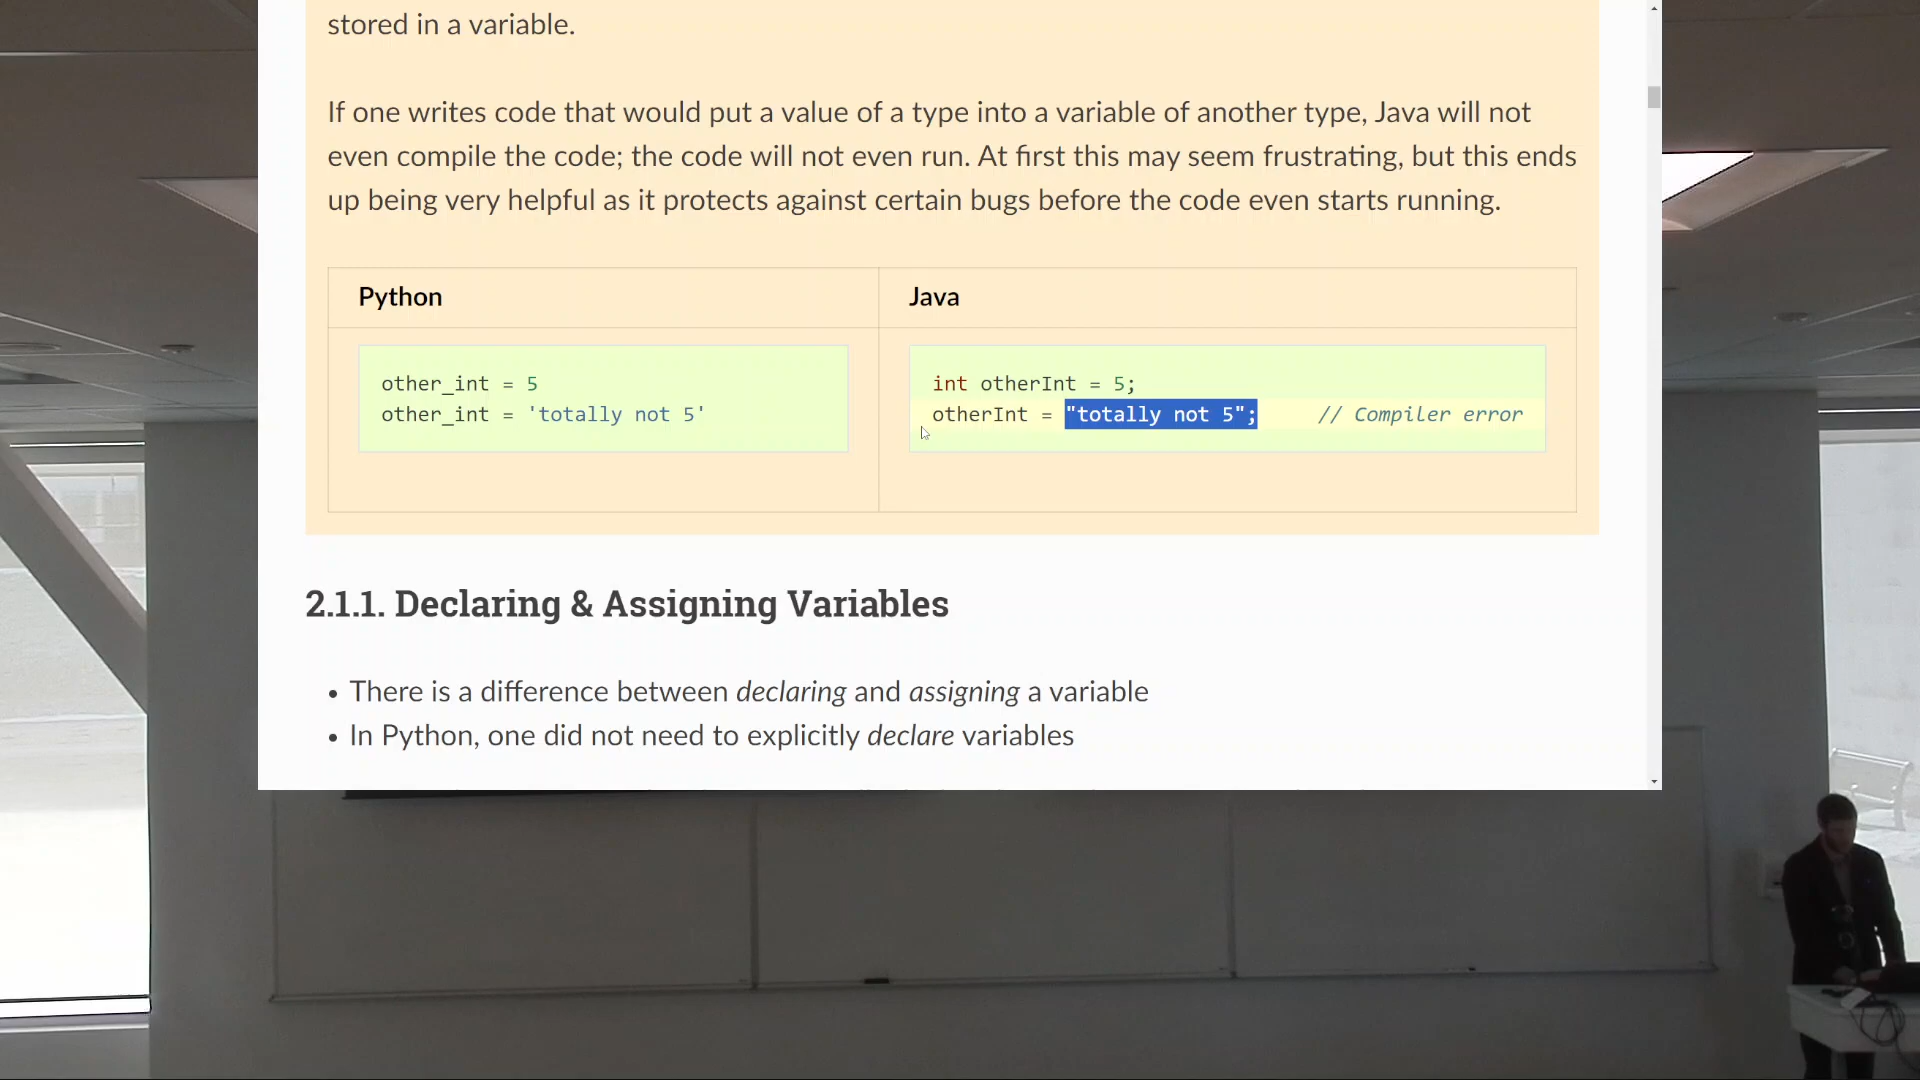 stored in a variable.
If one writes code that would put a value of a type into a variable of another type, Java will not
even compile the code; the code will not even run. At first this may seem frustrating, but this ends
up being very helpful as it protects against certain bugs before the code even starts running.
Python
Java
other_int = 5
other_int = 'totally not 5'
int otherInt = 5;
otherInt = "totally not 5"; // Compiler error
2.1.1. Declaring & Assigning Variables
• There is a difference between declaring and assigning a variable
• In Python, one did not need to explicitly declare variables